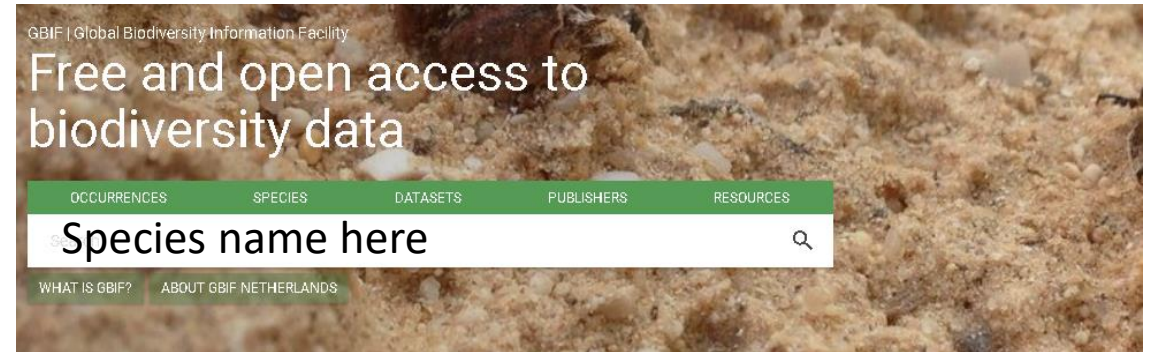 GBIF | Global Biodiversity Information Facility
Free and open access to
biodiversity data
OCCURRENCES SPECIES DATASETS PUBLISHERS RESOURCES
Species name here
WHAT IS GBIF? ABOUT GBIF NETHERLANDS